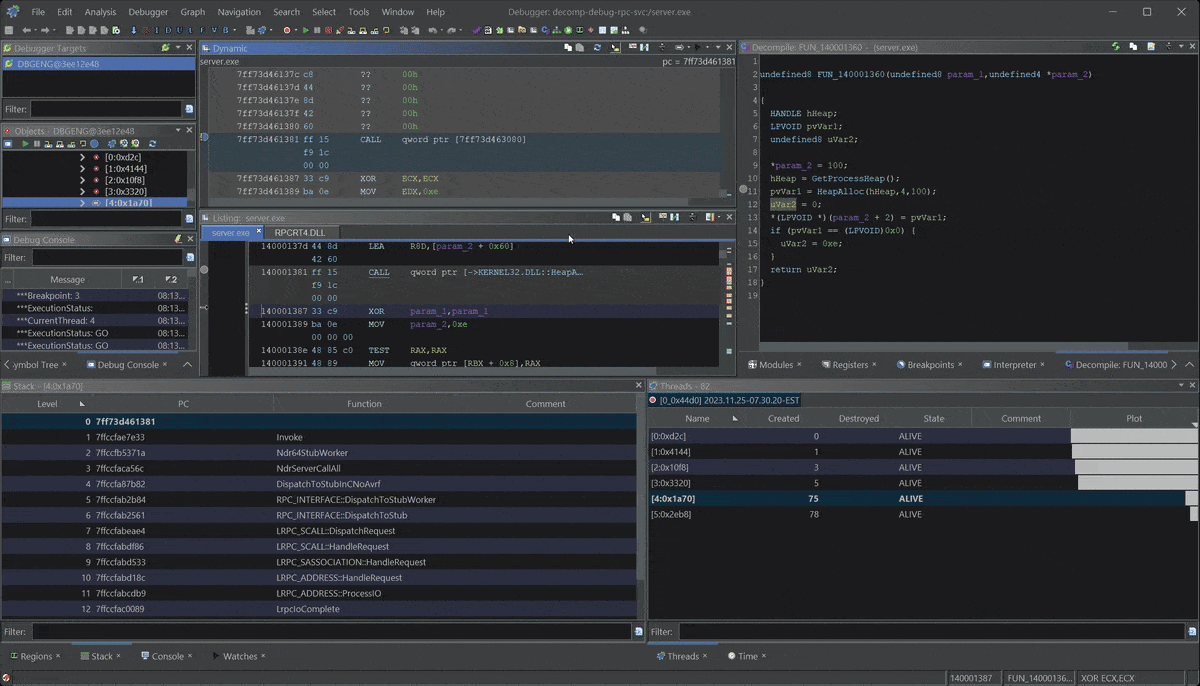 File Edit Analysis Debugger Graph Navigation Search Select Tools Window Help Debugger: decomp-debug-rpc-svc:/server.exe
Debugger Targets
DBGENG@3ee12e48
Filter:
Objects - DBGENG@3ee12e48
[0:0xd2c]
[1:0x4144]
[2:0x10f8]
[3:0x3320]
[4:0x1a70]
Filter:
Debug Console
Filter:
... Message 1 2
***Breakpoint: 3 08:13...
***ExecutionStatus: 08:13...
***CurrentThread: 4 08:13...
***ExecutionStatus: GO 08:13...
***ExecutionStatus: GO 08:13...
ymbol Tree × Debug Console ×
Dynamic
server.exe pc = 7ff73d461381
7ff73d46137c c8 ?? 00h
7ff73d46137d 44 ?? 00h
7ff73d46137e 8d ?? 00h
7ff73d46137f 42 ?? 00h
7ff73d461380 60 ?? 00h
7ff73d461381 ff 15 CALL qword ptr [7ff73d463080]
f9 1c
00 00
7ff73d461387 33 c9 XOR ECX,ECX
7ff73d461389 ba 0e MOV EDX,0xe
Listing: server.exe
server.exe × RPCRT4.DLL
14000137d 44 8d LEA R8D,[param_2 + 0x60]
42 60
140001381 ff 15 CALL qword ptr [->KERNEL32.DLL::HeapA...
f9 1c
00 00
140001387 33 c9 XOR param_1,param_1
140001389 ba 0e MOV param_2,0xe
00 00 00
14000138e 48 85 c0 TEST RAX,RAX
140001391 48 89 MOV qword ptr [RBX + 0x8],RAX
Decompile: FUN_140001360 - (server.exe)
1
2 undefined8 FUN_140001360(undefined8 param_1,undefined4 *param_2)
3
4 {
5 HANDLE hHeap;
6 LPVOID pvVar1;
7 undefined8 uVar2;
8
9 *param_2 = 100;
10 hHeap = GetProcessHeap();
11 pvVar1 = HeapAlloc(hHeap,4,100);
12 uVar2 = 0;
13 *(LPVOID *)(param_2 + 2) = pvVar1;
14 if (pvVar1 == (LPVOID)0x0) {
15 uVar2 = 0xe;
16 }
17 return uVar2;
18 }
19
Modules × Registers × Breakpoints × Interpreter × Decompile: FUN_14000
Stack - [4:0x1a70]
Level PC Function Comment
0 7ff73d461381
1 7ffccfae7e33 Invoke
2 7ffccfb5371a Ndr64StubWorker
3 7ffccfaca56c NdrServerCallAll
4 7ffccfa87b82 DispatchToStubInCNoAvrf
5 7ffccfab2b84 RPC_INTERFACE::DispatchToStubWorker
6 7ffccfab2561 RPC_INTERFACE::DispatchToStub
7 7ffccfabeae4 LRPC_SCALL::DispatchRequest
8 7ffccfabdf86 LRPC_SCALL::HandleRequest
9 7ffccfabd533 LRPC_SASSOCIATION::HandleRequest
10 7ffccfabd18c LRPC_ADDRESS::HandleRequest
11 7ffccfabcdb9 LRPC_ADDRESS::ProcessIO
12 7ffccfac0089 LrpcIoComplete
Filter:
Regions × Stack × Console × Watches ×
Threads - 82
[0_0x44d0] 2023.11.25-07.30.20-EST
Name Created Destroyed State Comment Plot
[0:0xd2c] 0 ALIVE
[1:0x4144] 1 ALIVE
[2:0x10f8] 3 ALIVE
[3:0x3320] 5 ALIVE
[4:0x1a70] 75 ALIVE
[5:0x2eb8] 78 ALIVE
Filter:
Threads × Time ×
140001387 FUN_14000136... XOR ECX,ECX